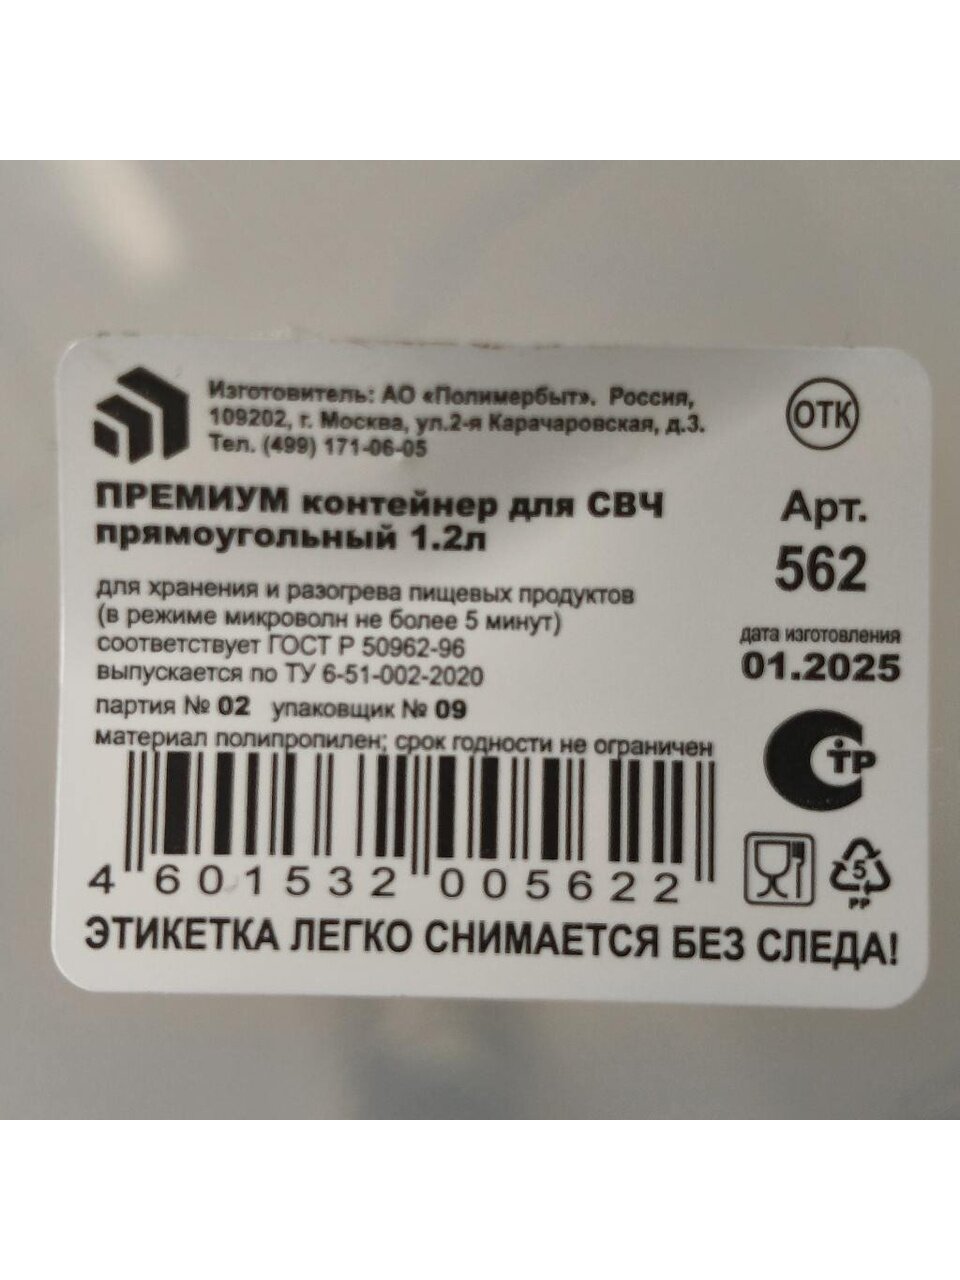 Изготовитель: АО «Полимербыт». Россия,
109202, г. Москва, ул.2-я Карачаровская, д.3.
Тел. (499) 171-06-05
ОТК
ПРЕМИУМ контейнер для СВЧ
прямоугольный 1.2л
Арт.
562
для хранения и разогрева пищевых продуктов
(в режиме микроволн не более 5 минут)
соответствует ГОСТ Р 50962-96
выпускается по ТУ 6-51-002-2020
дата изготовления
01.2025
партия № 02 упаковщик № 09
материал полипропилен; срок годности не ограничен
СТР
4 601532 005622
5
PP
ЭТИКЕТКА ЛЕГКО СНИМАЕТСЯ БЕЗ СЛЕДА!